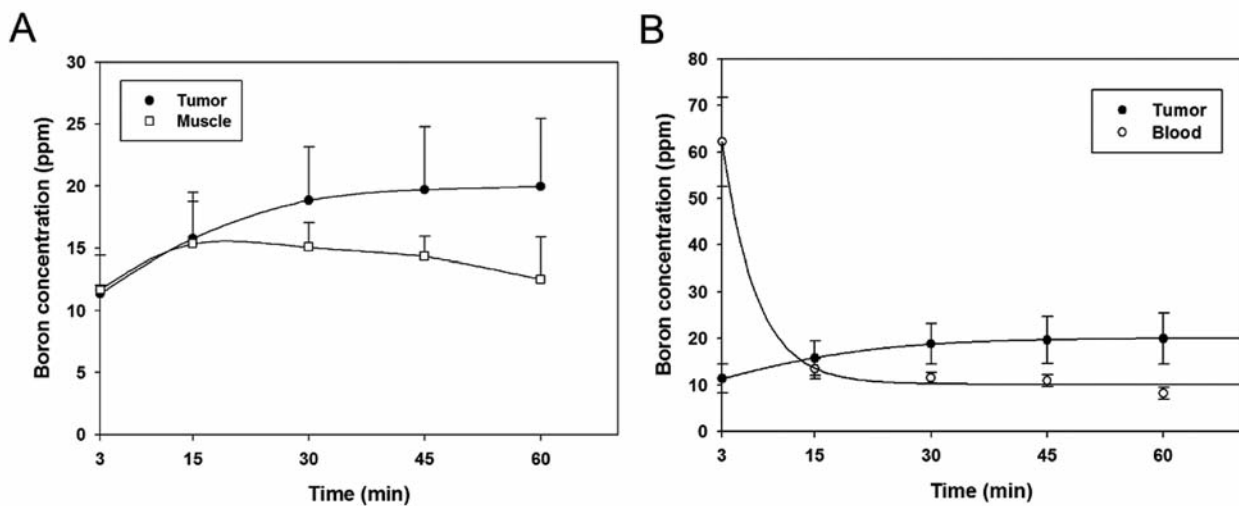 A
Boron concentration (ppm)
30
25
20
15
10
5
0
Tumor
Muscle
3 15 30 45 60
Time (min)
B
Boron concentration (ppm)
80
70
60
50
40
30
20
10
0
Tumor
Blood
3 15 30 45 60
Time (min)